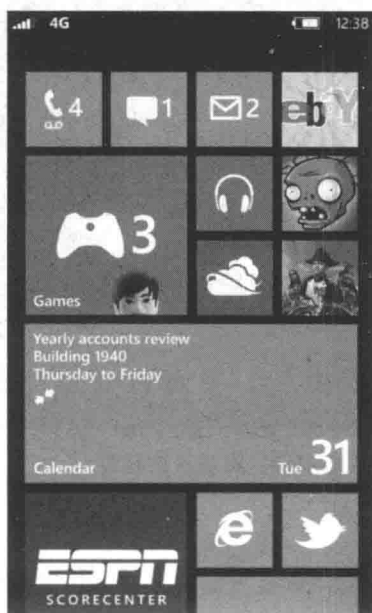 4G 12:38
4 1 2 ebY
3
Games
Yearly accounts review
Building 1940
Thursday to Friday
Calendar Tue 31
ESPN
SCORECENTER